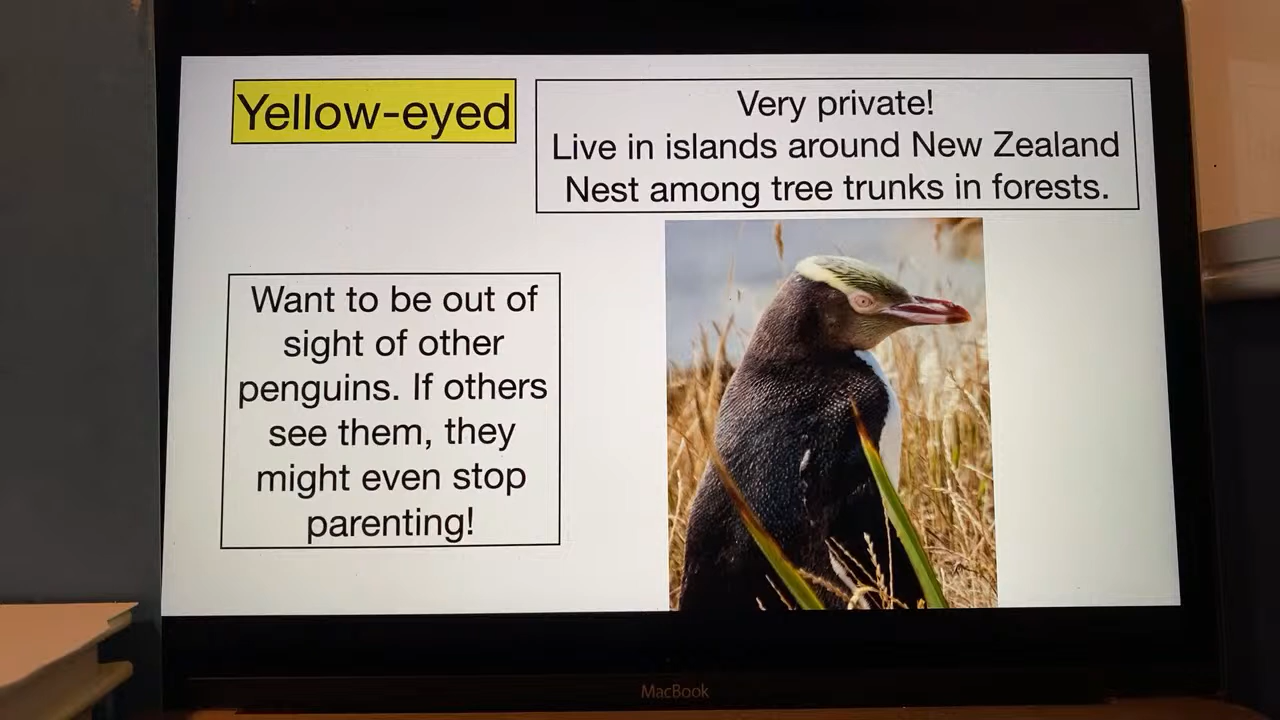 Yellow-eyed
Very private!
Live in islands around New Zealand
Nest among tree trunks in forests.
Want to be out of
sight of other
penguins. If others
see them, they
might even stop
parenting!
MacBook